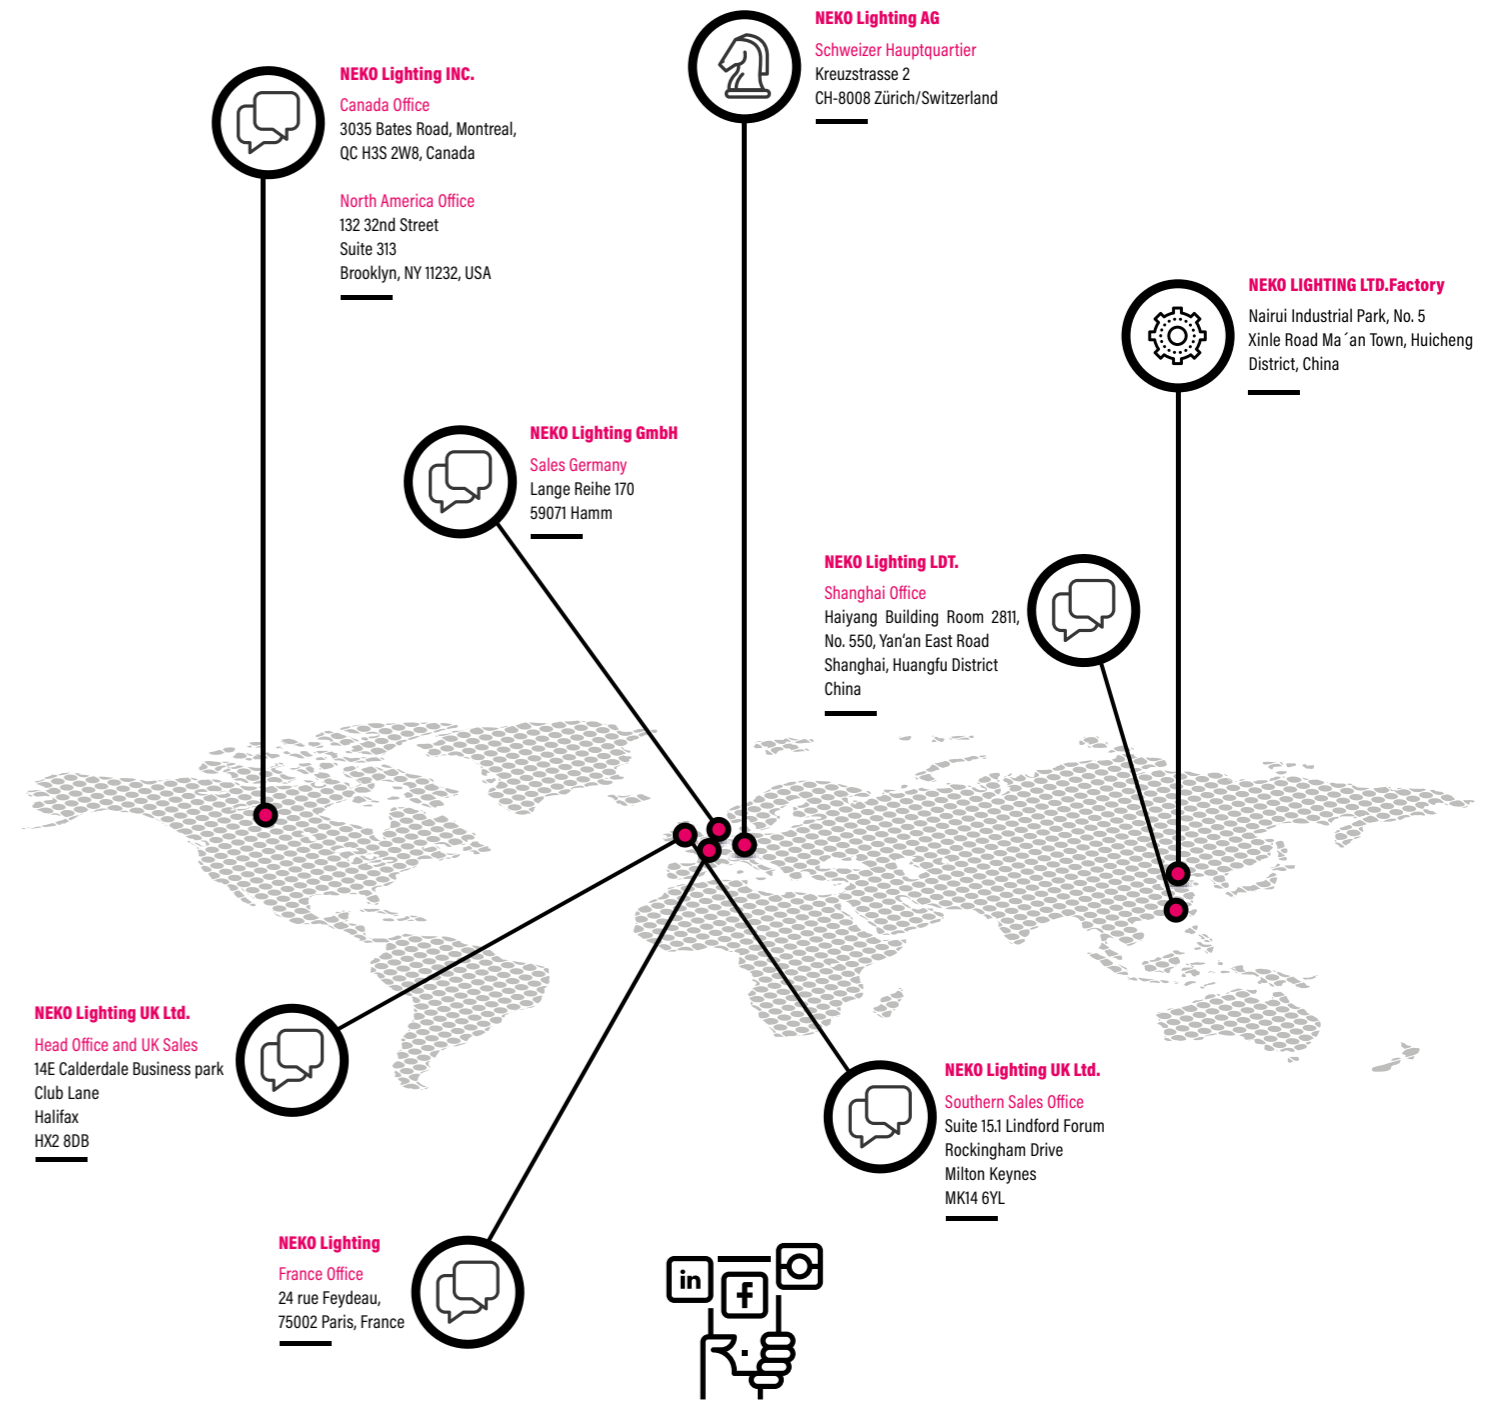 NEKO Lighting AG
Schweizer Hauptquartier
Kreuzstrasse 2
CH-8008 Zürich/Switzerland
NEKO Lighting INC.
Canada Office
3035 Bates Road, Montreal,
QC H3S 2W8, Canada
North America Office
132 32nd Street
Suite 313
Brooklyn, NY 11232, USA
NEKO LIGHTING LTD.Factory
Nairui Industrial Park, No. 5
Xinle Road Ma´an Town, Huicheng
District, China
NEKO Lighting GmbH
Sales Germany
Lange Reihe 170
59071 Hamm
NEKO Lighting LDT.
Shanghai Office
Haiyang Building Room 2811,
No. 550, Yan‘an East Road
Shanghai, Huangfu District
China
NEKO Lighting UK Ltd.
Head Office and UK Sales
14E Calderdale Business park
Club Lane
Halifax
HX2 8DB
NEKO Lighting UK Ltd.
Southern Sales Office
Suite 15.1 Lindford Forum
Rockingham Drive
Milton Keynes
MK14 6YL
NEKO Lighting
France Office
24 rue Feydeau,
75002 Paris, France
in
f